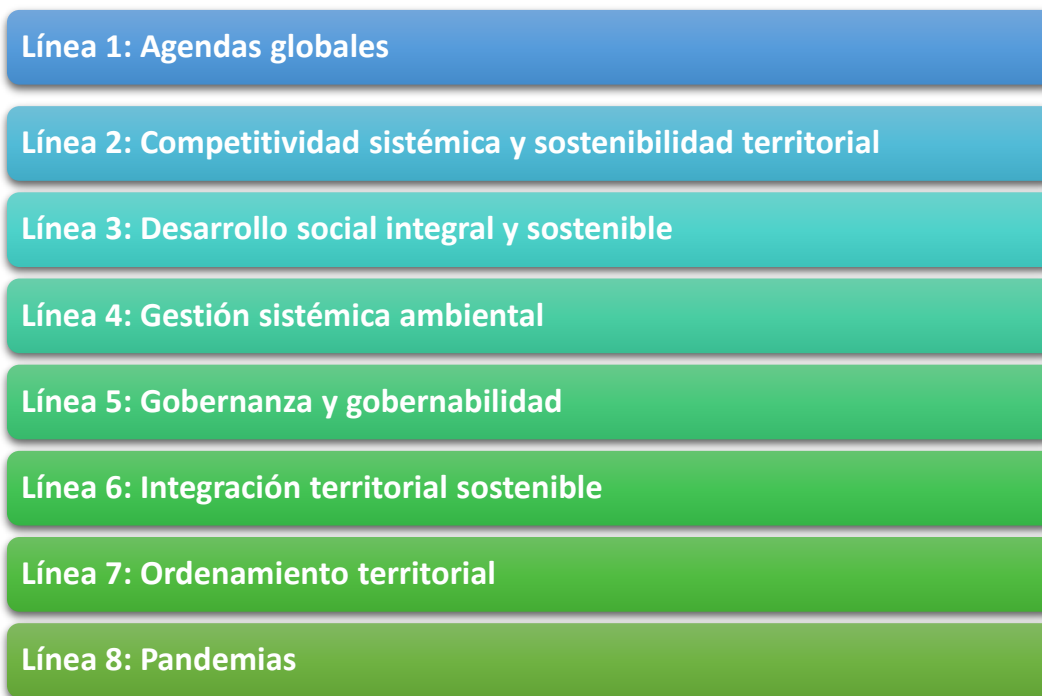 Línea 1: Agendas globales
Línea 2: Competitividad sistémica y sostenibilidad territorial
Línea 3: Desarrollo social integral y sostenible
Línea 4: Gestión sistémica ambiental
Línea 5: Gobernanza y gobernabilidad
Línea 6: Integración territorial sostenible
Línea 7: Ordenamiento territorial
Línea 8: Pandemias